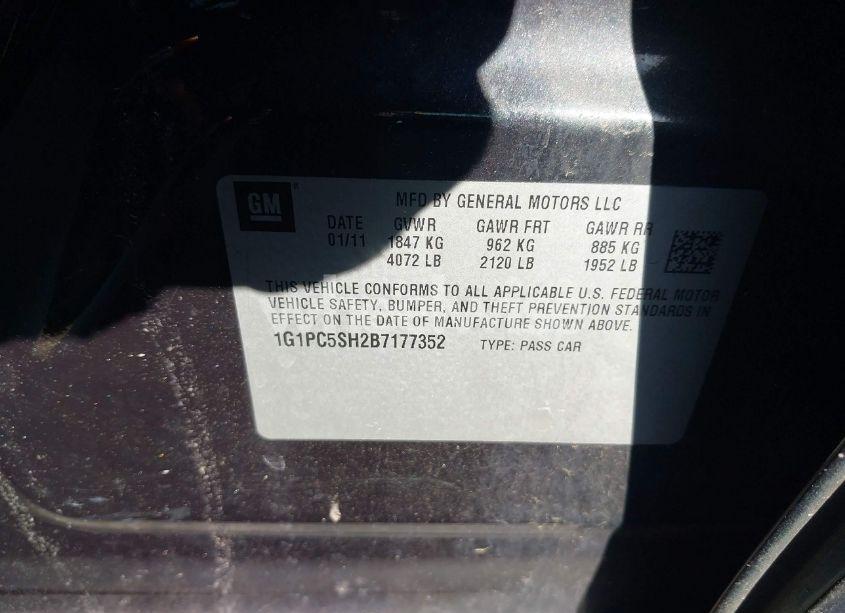 GM
MFD BY GENERAL MOTORS LLC
DATE GVWR GAWR FRT GAWR RR
01/11 1847 KG 962 KG 885 KG
4072 LB 2120 LB 1952 LB
THIS VEHICLE CONFORMS TO ALL APPLICABLE U.S. FEDERAL MOTOR
VEHICLE SAFETY, BUMPER, AND THEFT PREVENTION STANDARDS IN
EFFECT ON THE DATE OF MANUFACTURE SHOWN ABOVE.
1G1PC5SH2B7177352 TYPE: PASS CAR